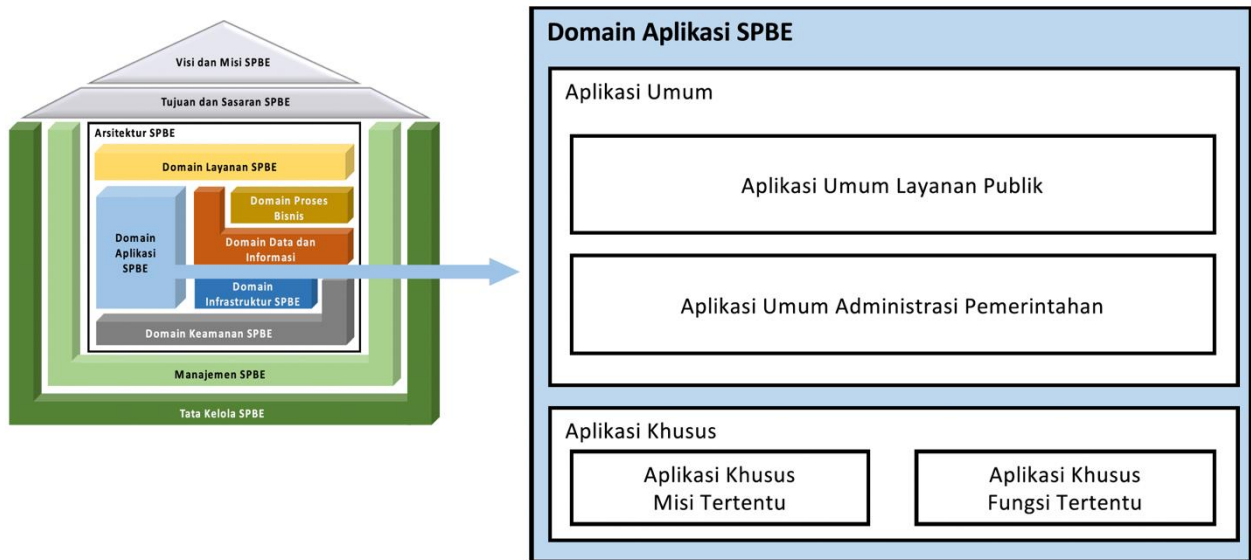 Visi dan Misi SPBE
Tujuan dan Sasaran SPBE
Arsitektur SPBE
Domain Layanan SPBE
Domain
Aplikasi
SPBE
Domain Proses
Bisnis
Domain Data dan
Informasi
Domain
Infrastruktur SPBE
Domain Keamanan SPBE
Manajemen SPBE
Tata Kelola SPBE
Domain Aplikasi SPBE
Aplikasi Umum
Aplikasi Umum Layanan Publik
Aplikasi Umum Administrasi Pemerintahan
Aplikasi Khusus
Aplikasi Khusus
Misi Tertentu
Aplikasi Khusus
Fungsi Tertentu